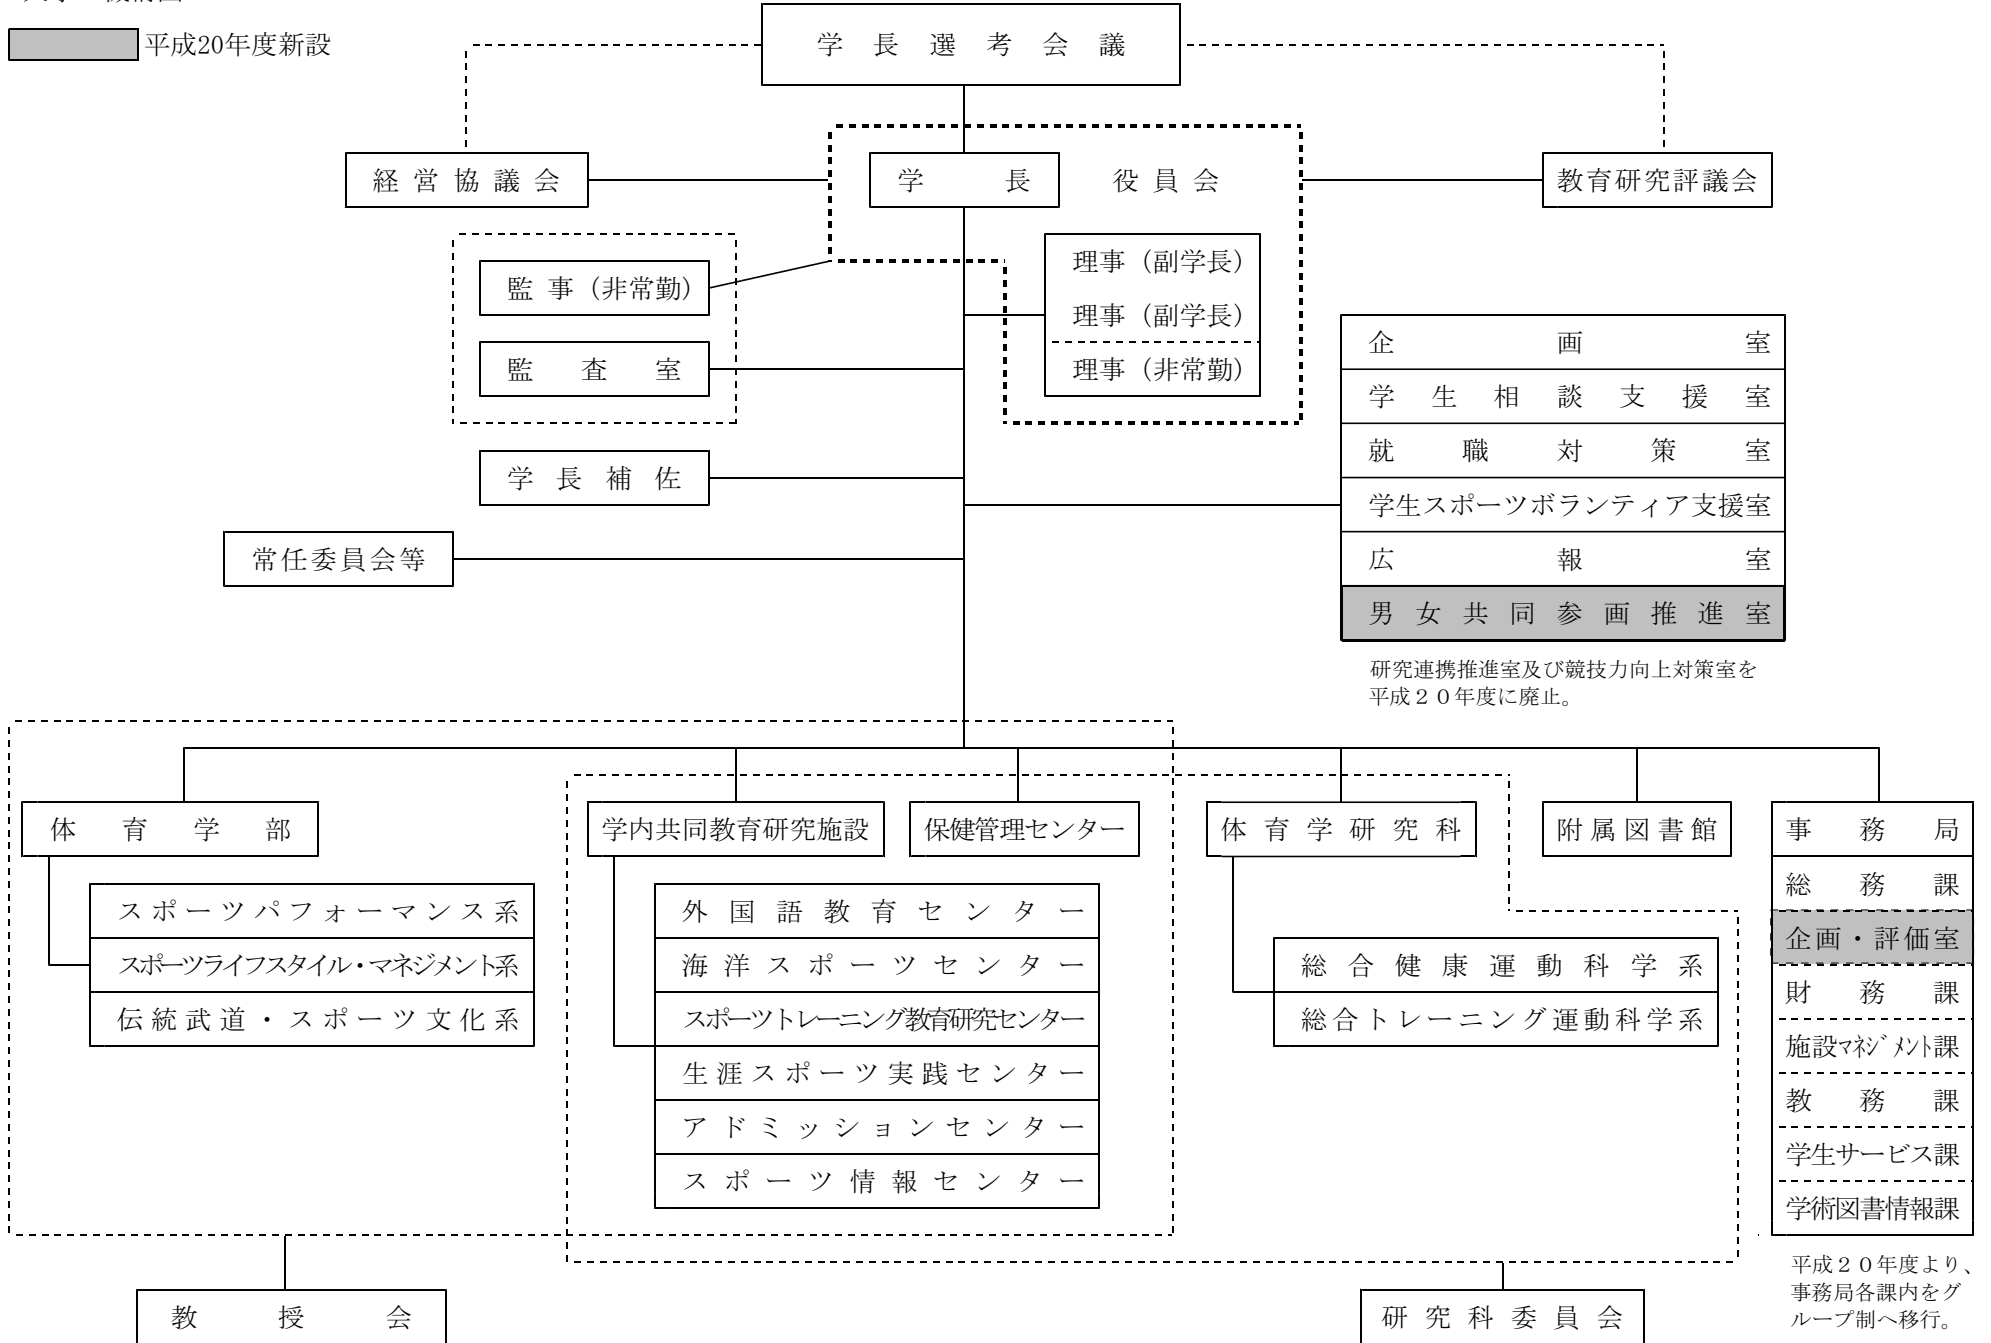 平成20年度新設
学長選考会議
経営協議会
学長
役員会
教育研究評議会
理事（副学長）
理事（副学長）
理事（非常勤）
監事（非常勤）
監査室
学長補佐
常任委員会等
企画室
学生相談支援室
就職対策室
学生スポーツボランティア支援室
広報室
男女共同参画推進室
研究連携推進室及び競技力向上対策室を
平成２０年度に廃止。
体育学部
スポーツパフォーマンス系
スポーツライフスタイル・マネジメント系
伝統武道・スポーツ文化系
学内共同教育研究施設
外国語教育センター
海洋スポーツセンター
スポーツトレーニング教育研究センター
生涯スポーツ実践センター
アドミッションセンター
スポーツ情報センター
保健管理センター
体育学研究科
総合健康運動科学系
総合トレーニング運動科学系
附属図書館
事務局
総務課
企画・評価室
財務課
施設ﾏﾈｼﾞﾒﾝﾄ課
教務課
学生サービス課
学術図書情報課
平成２０年度より、
事務局各課内をグ
ループ制へ移行。
教授会
研究科委員会